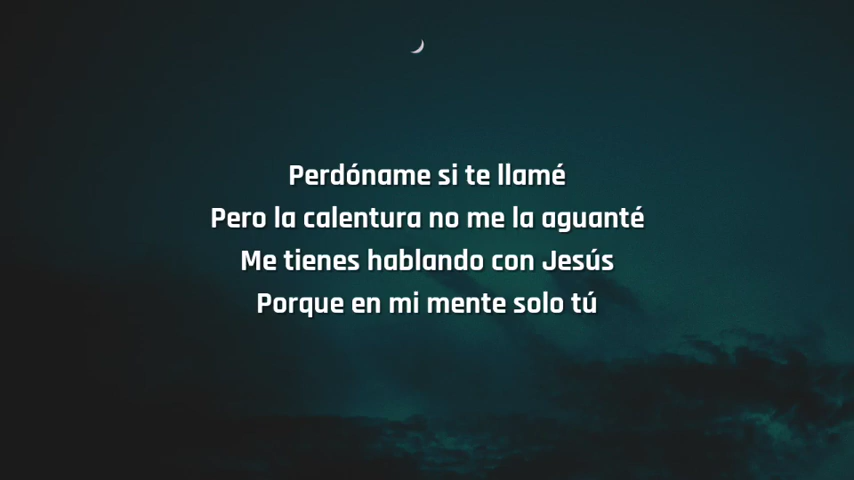 Perdóname si te llamé
Pero la calentura no me la aguanté
Me tienes hablando con Jesús
Porque en mi mente solo tú